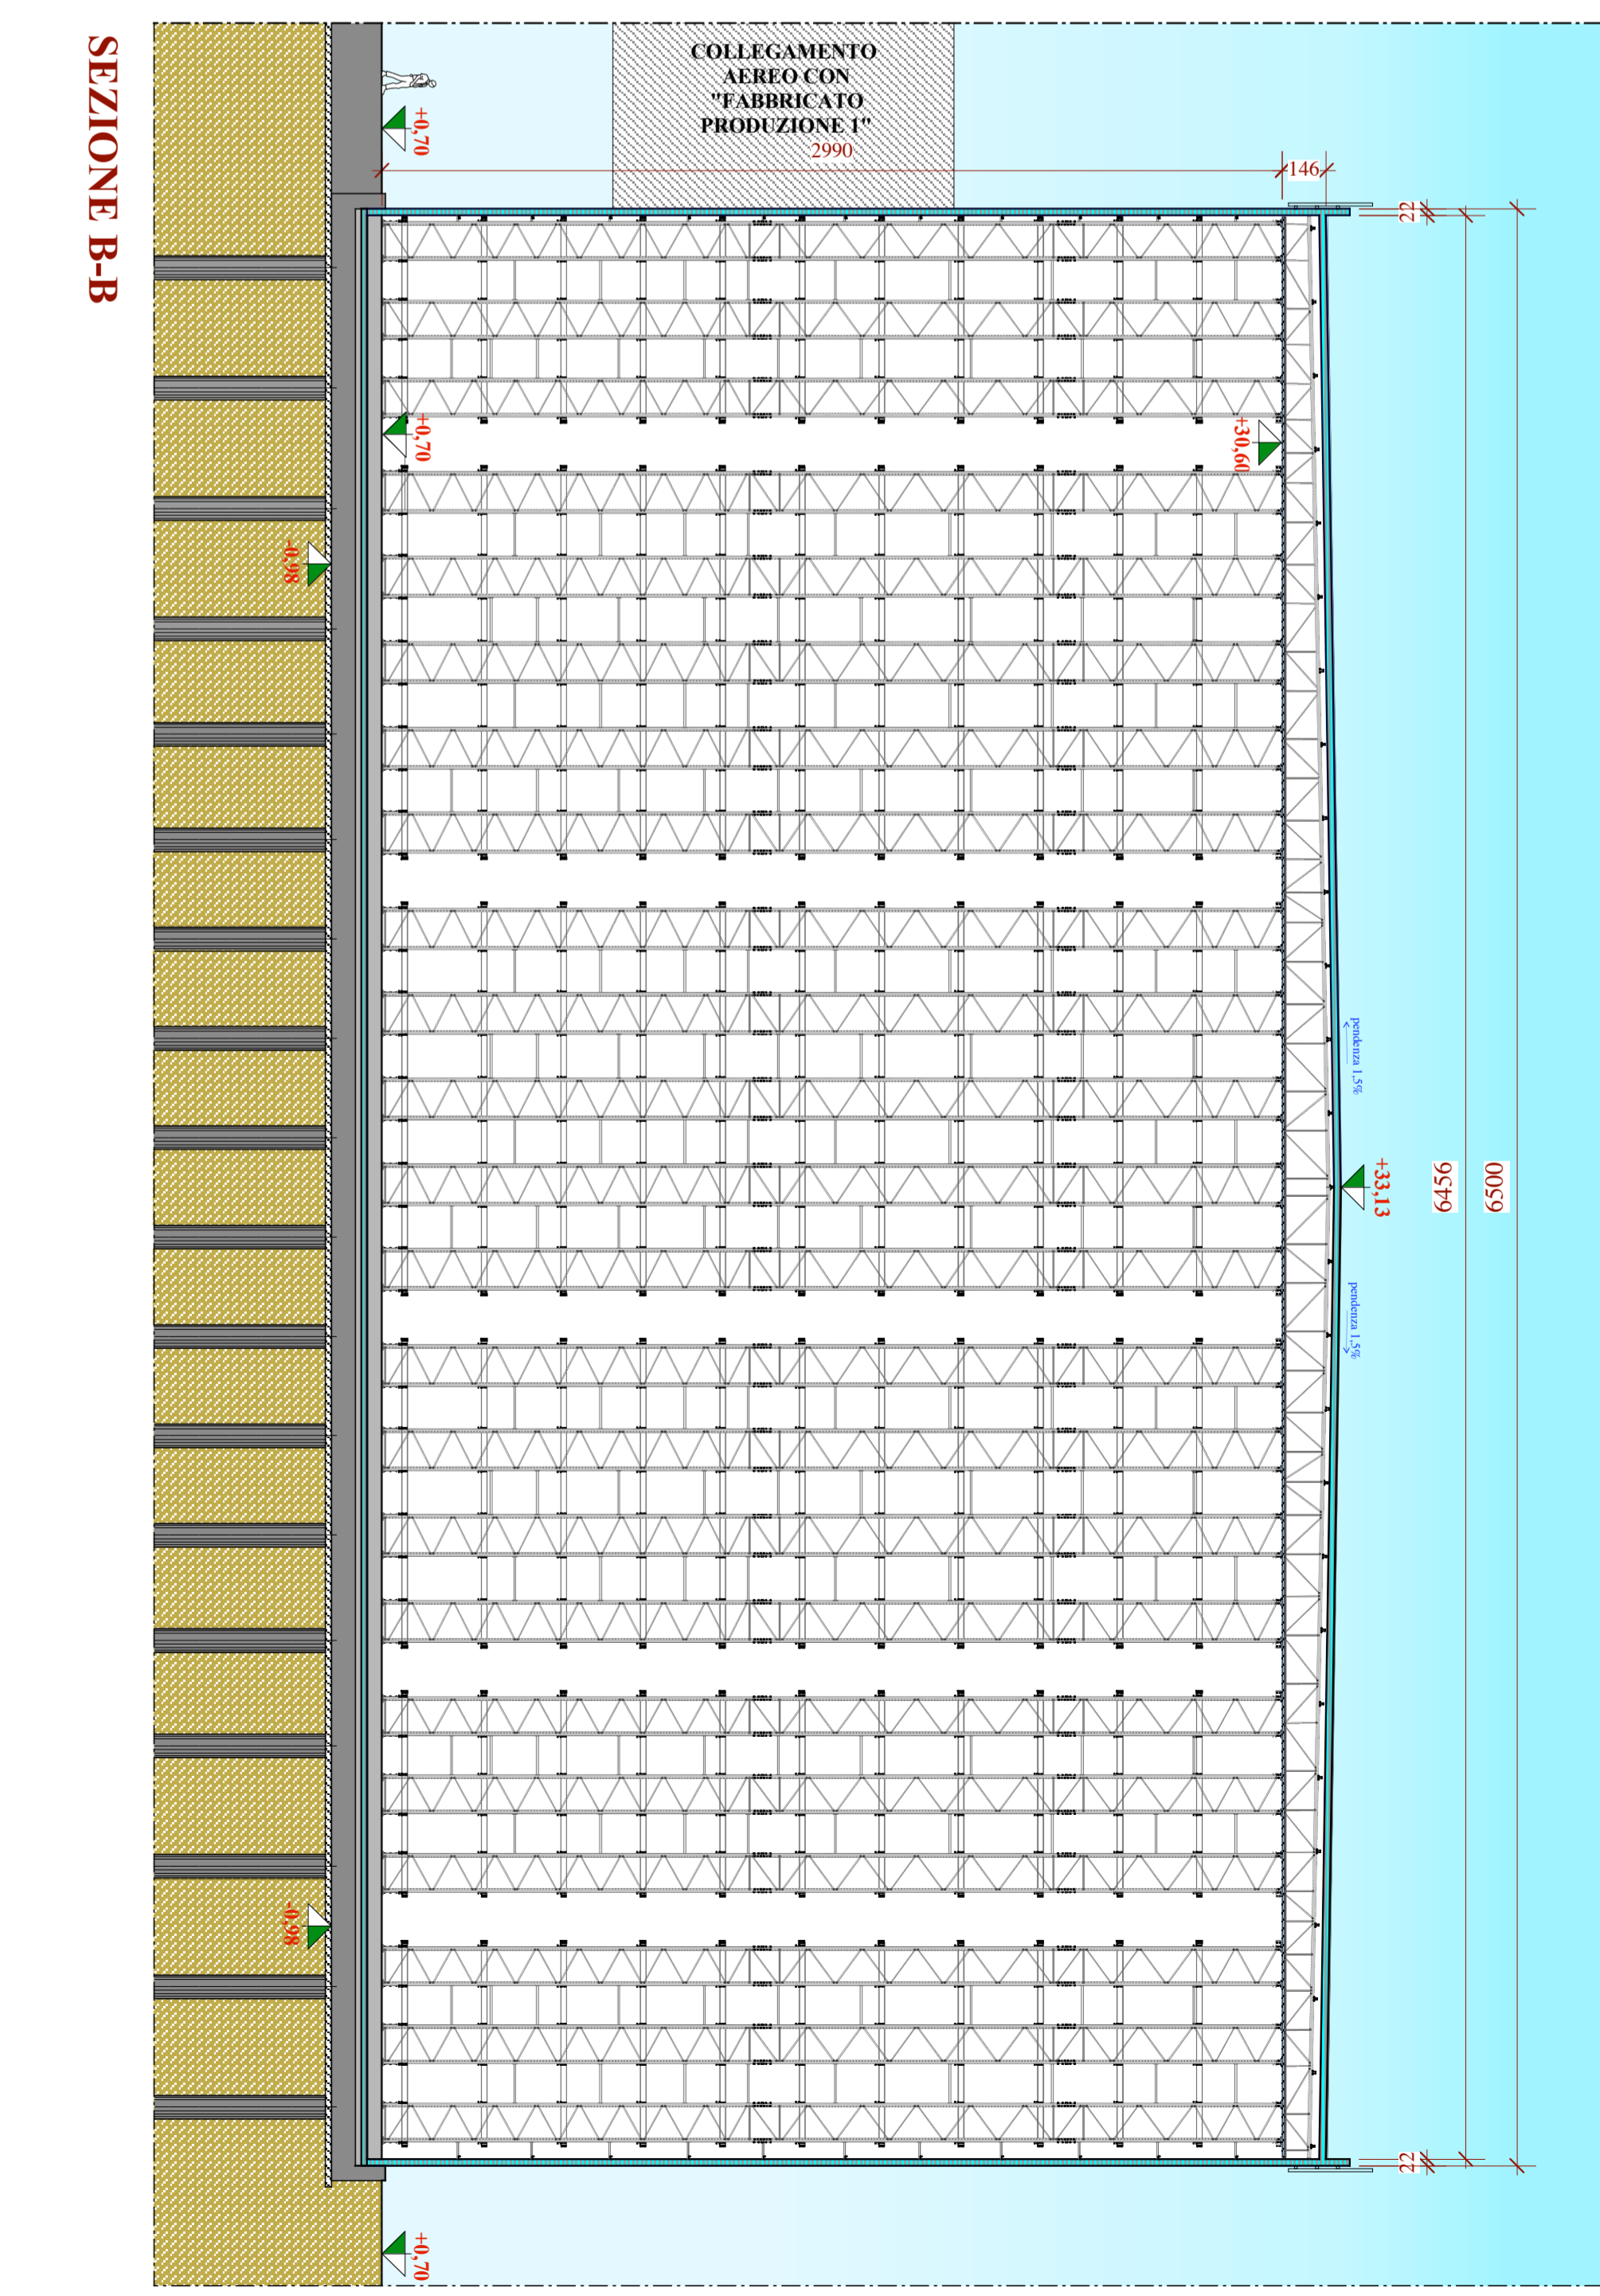 SEZIONE B-B
COLLEGAMENTO
AEREO CON
"FABBRICATO
PRODUZIONE 1"
2990
146
22
+0,70
+0,70
+30,60
-0,98
pendenza 1,5%
+33,13
6456
6500
pendenza 1,5%
-0,98
22
+0,70